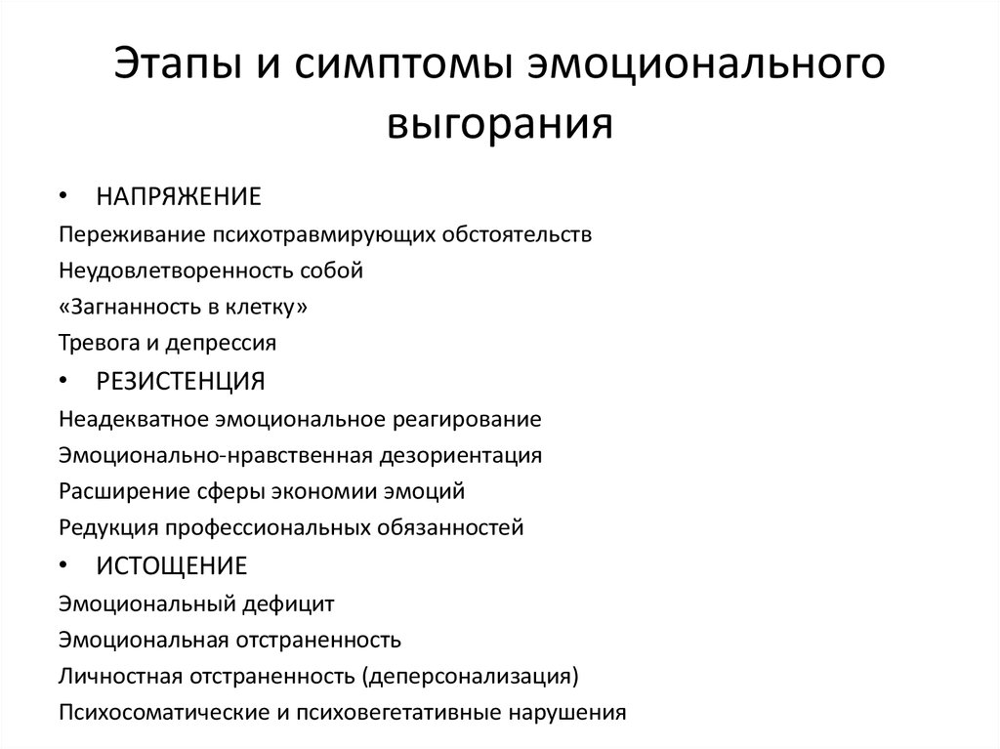 Этапы и симптомы эмоционального
выгорания
• НАПРЯЖЕНИЕ
Переживание психотравмирующих обстоятельств
Неудовлетворенность собой
«Загнанность в клетку»
Тревога и депрессия
• РЕЗИСТЕНЦИЯ
Неадекватное эмоциональное реагирование
Эмоционально-нравственная дезориентация
Расширение сферы экономии эмоций
Редукция профессиональных обязанностей
• ИСТОЩЕНИЕ
Эмоциональный дефицит
Эмоциональная отстраненность
Личностная отстраненность (деперсонализация)
Психосоматические и психовегетативные нарушения